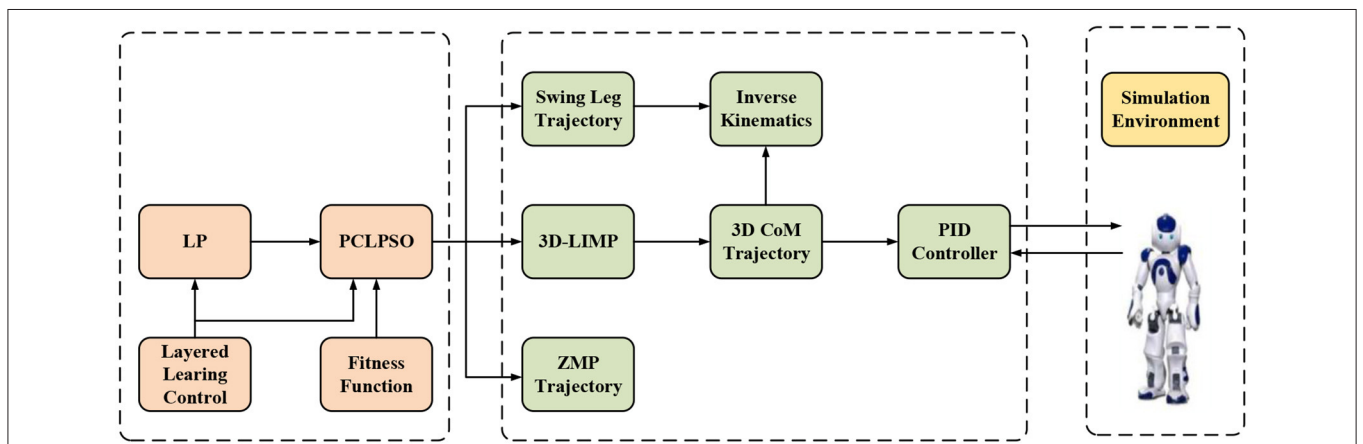 LP
PCLPSO
Layered
Learing
Control
Fitness
Function
Swing Leg
Trajectory
Inverse
Kinematics
3D-LIMP
3D CoM
Trajectory
PID
Controller
ZMP
Trajectory
Simulation
Environment